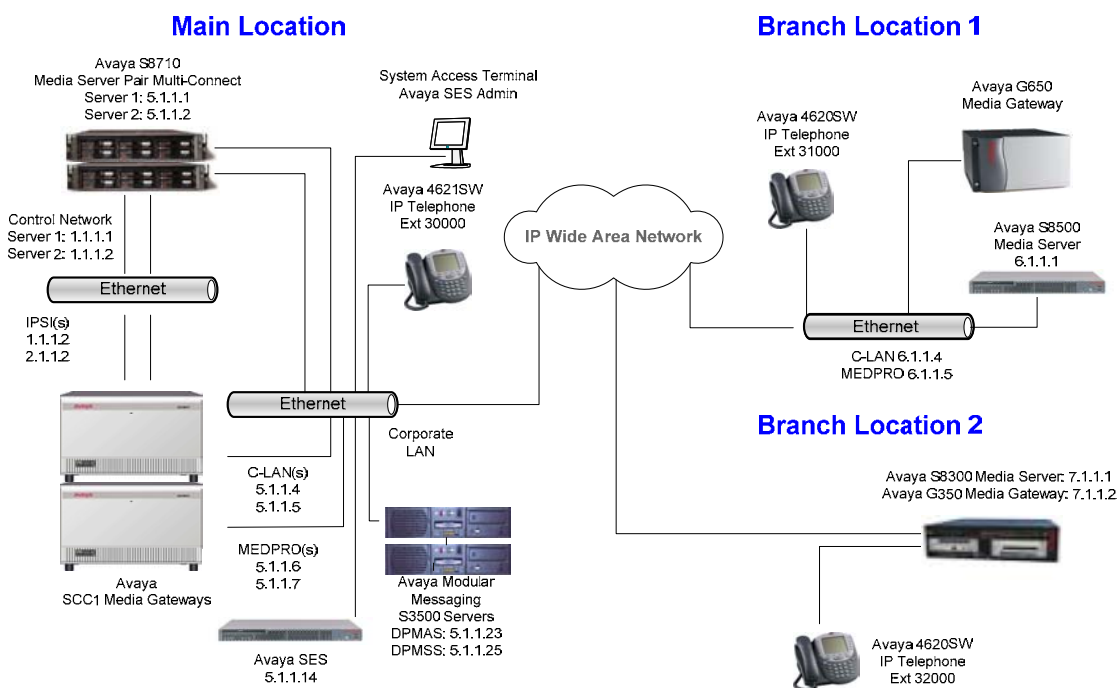 Main Location
Avaya S8710
Media Server Pair Multi-Connect
Server 1: 5.1.1.1
Server 2: 5.1.1.2
System Access Terminal
Avaya SES Admin
Avaya 4621SW
IP Telephone
Ext 30000
Control Network
Server 1: 1.1.1.1
Server 2: 1.1.1.2
Ethernet
IPSI(s)
1.1.1.2
2.1.1.2
Ethernet
Corporate
LAN
C-LAN(s)
5.1.1.4
5.1.1.5
MEDPRO(s)
5.1.1.6
5.1.1.7
Avaya
SCC1 Media Gateways
Avaya SES
5.1.1.14
Avaya Modular
Messaging
S3500 Servers
DPMAS: 5.1.1.23
DPMSS: 5.1.1.25
IP Wide Area Network
Branch Location 1
Avaya 4620SW
IP Telephone
Ext 31000
Avaya G650
Media Gateway
Avaya S8500
Media Server
6.1.1.1
Ethernet
C-LAN 6.1.1.4
MEDPRO 6.1.1.5
Branch Location 2
Avaya S8300 Media Server: 7.1.1.1
Avaya G350 Media Gateway: 7.1.1.2
Avaya 4620SW
IP Telephone
Ext 32000